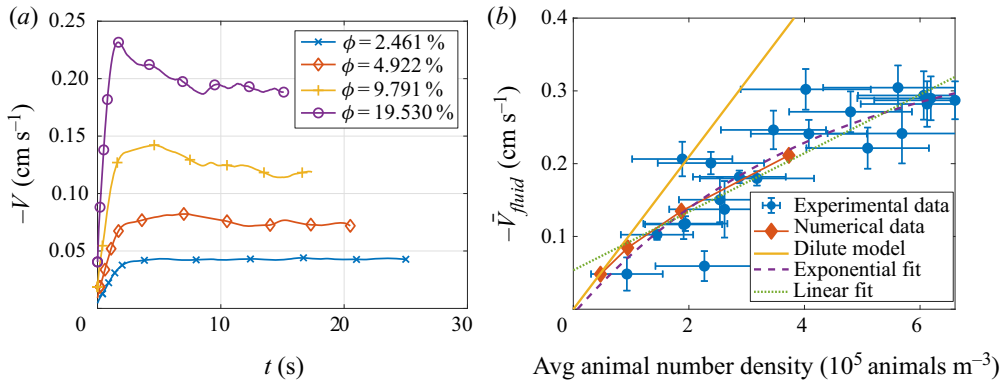 (a)
0.25
0.20
0.15
0.10
0.05
−V (cm s⁻¹)
ϕ = 2.461 %
ϕ = 4.922 %
ϕ = 9.791 %
ϕ = 19.530 %
0 10 20 30
t (s)
(b)
0.4
0.3
0.2
0.1
0 2 4 6
−V̄fluid (cm s⁻¹)
Experimental data
Numerical data
Dilute model
Exponential fit
Linear fit
Avg animal number density (10⁵ animals m⁻³)